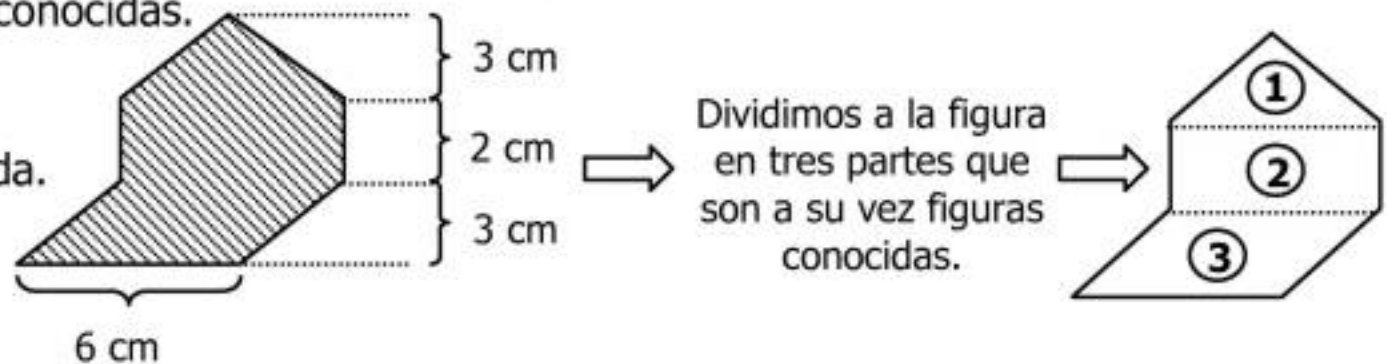 conocidas.
da.
3 cm
2 cm
3 cm
6 cm
Dividimos a la figura
en tres partes que
son a su vez figuras
conocidas.
1
2
3